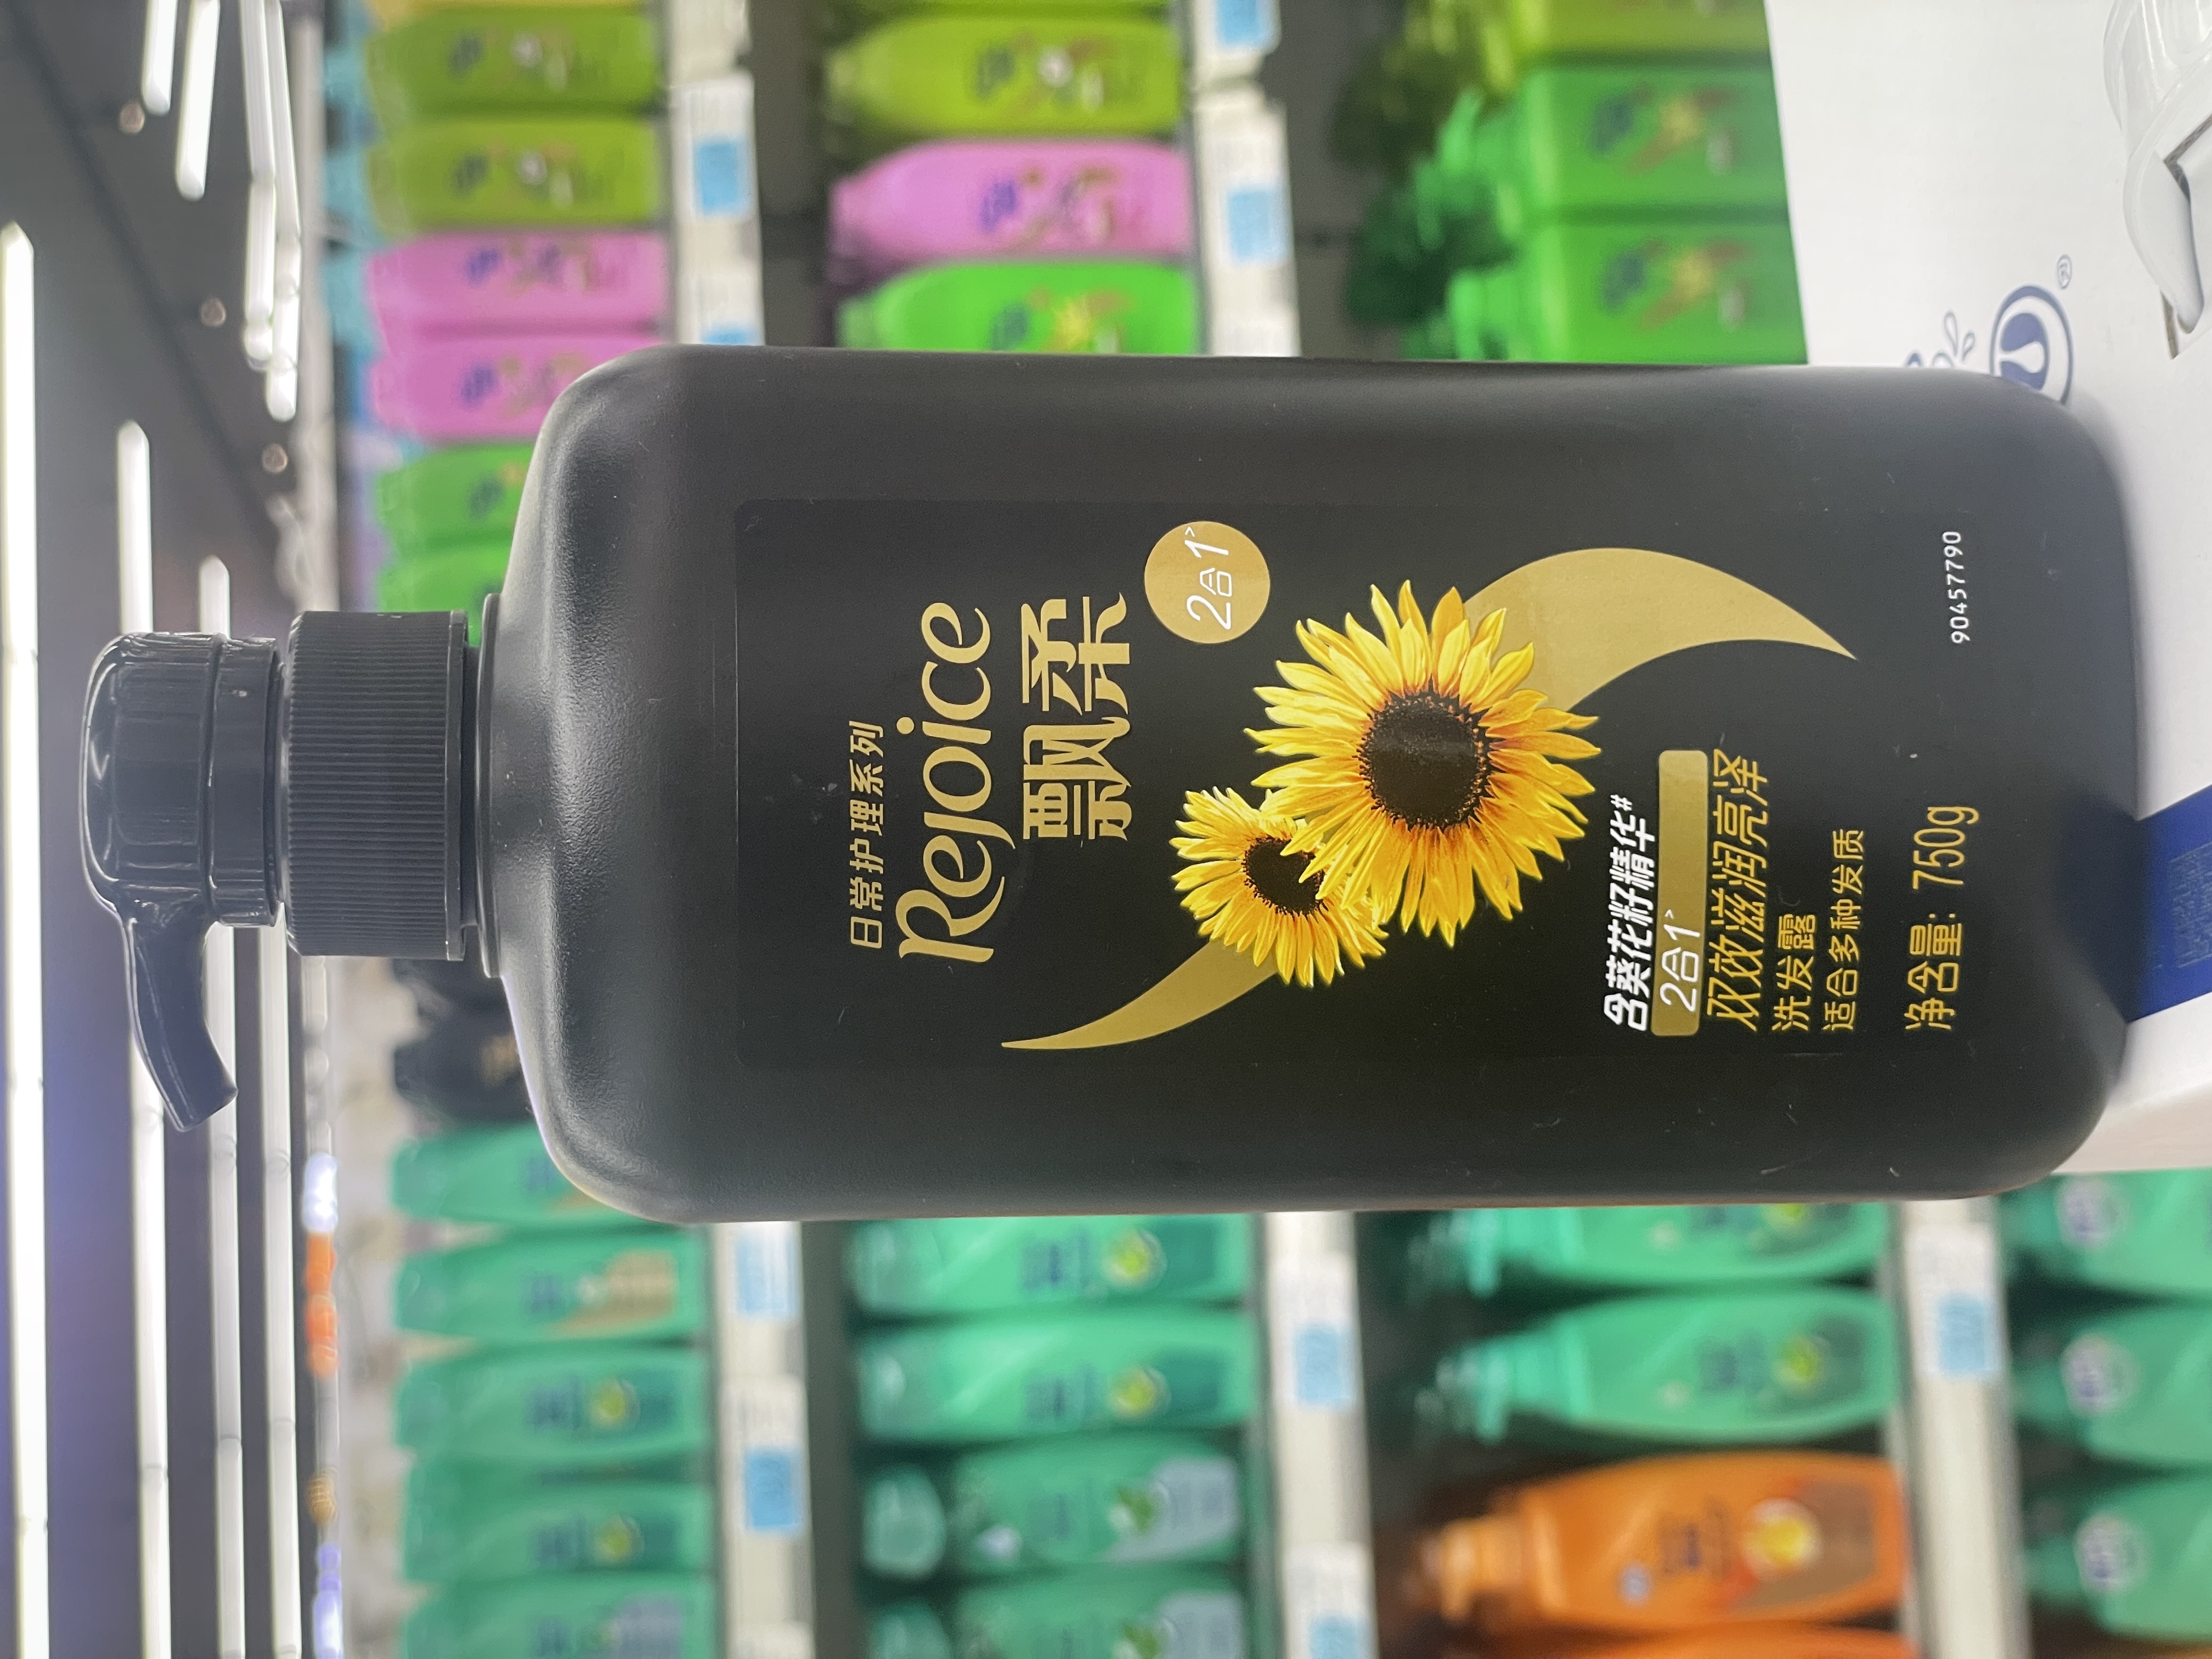 日常护理系列
Rejoice
飘柔
2合1>
含葵花籽精华#
2合1>
双效滋润亮泽
洗发露
适合多种发质
净含量: 750g
90457790
®